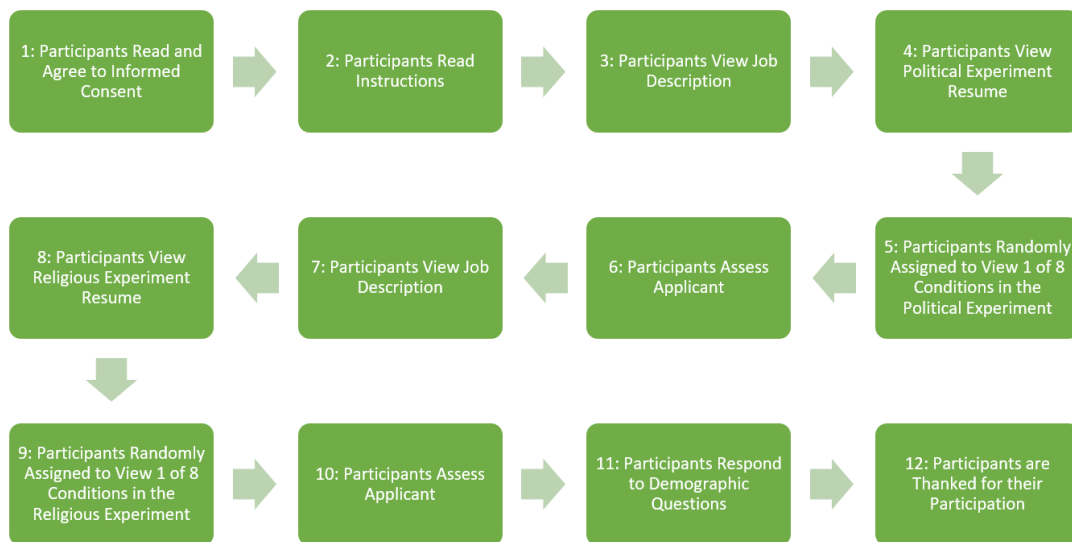 1: Participants Read and
Agree to Informed
Consent
2: Participants Read
Instructions
3: Participants View Job
Description
4: Participants View
Political Experiment
Resume
5: Participants Randomly
Assigned to View 1 of 8
Conditions in the
Political Experiment
6: Participants Assess
Applicant
7: Participants View Job
Description
8: Participants View
Religious Experiment
Resume
9: Participants Randomly
Assigned to View 1 of 8
Conditions in the
Religious Experiment
10: Participants Assess
Applicant
11: Participants Respond
to Demographic
Questions
12: Participants are
Thanked for their
Participation